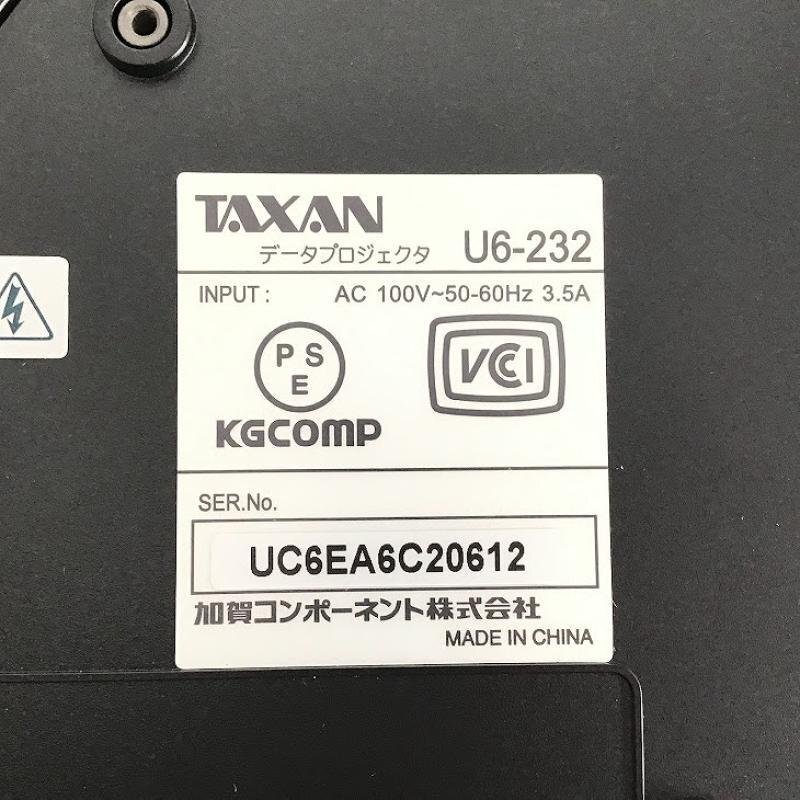 TAXAN
データプロジェクタ U6-232
INPUT : AC 100V~50-60Hz 3.5A
P S
E
VCCI
KGCOMP
SER.No.
UC6EA6C20612
加賀コンポーネント株式会社
MADE IN CHINA